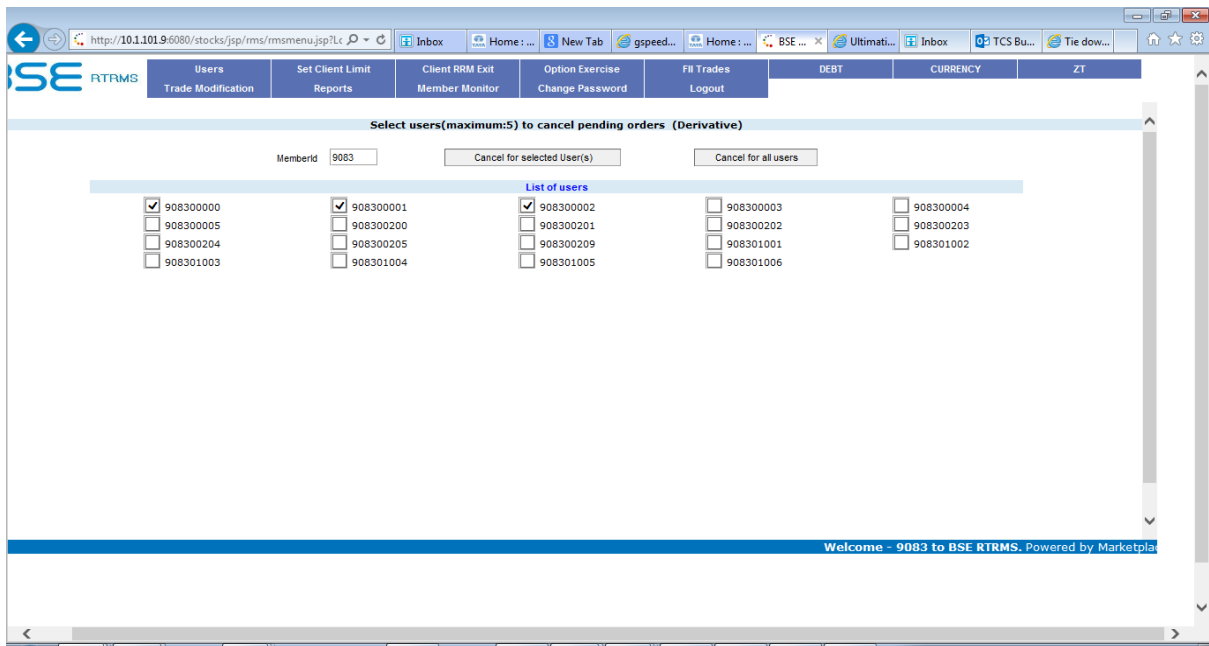 http://10.1.101.9:6080/stocks/jsp/rms/rmsmenu.jsp?Lc
Inbox
Home : ...
New Tab
gspeed...
Home : ...
BSE ...
Ultimati...
Inbox
TCS Bu...
Tie dow...
BSE RTRMS
Users Set Client Limit Client RRM Exit Option Exercise FII Trades DEBT CURRENCY ZT
Trade Modification Reports Member Monitor Change Password Logout
Select users(maximum:5) to cancel pending orders (Derivative)
MemberId 9083 Cancel for selected User(s) Cancel for all users
List of users
908300000 908300001 908300002 908300003 908300004
908300005 908300200 908300201 908300202 908300203
908300204 908300205 908300209 908301001 908301002
908301003 908301004 908301005 908301006
Welcome - 9083 to BSE RTRMS. Powered by Marketplac